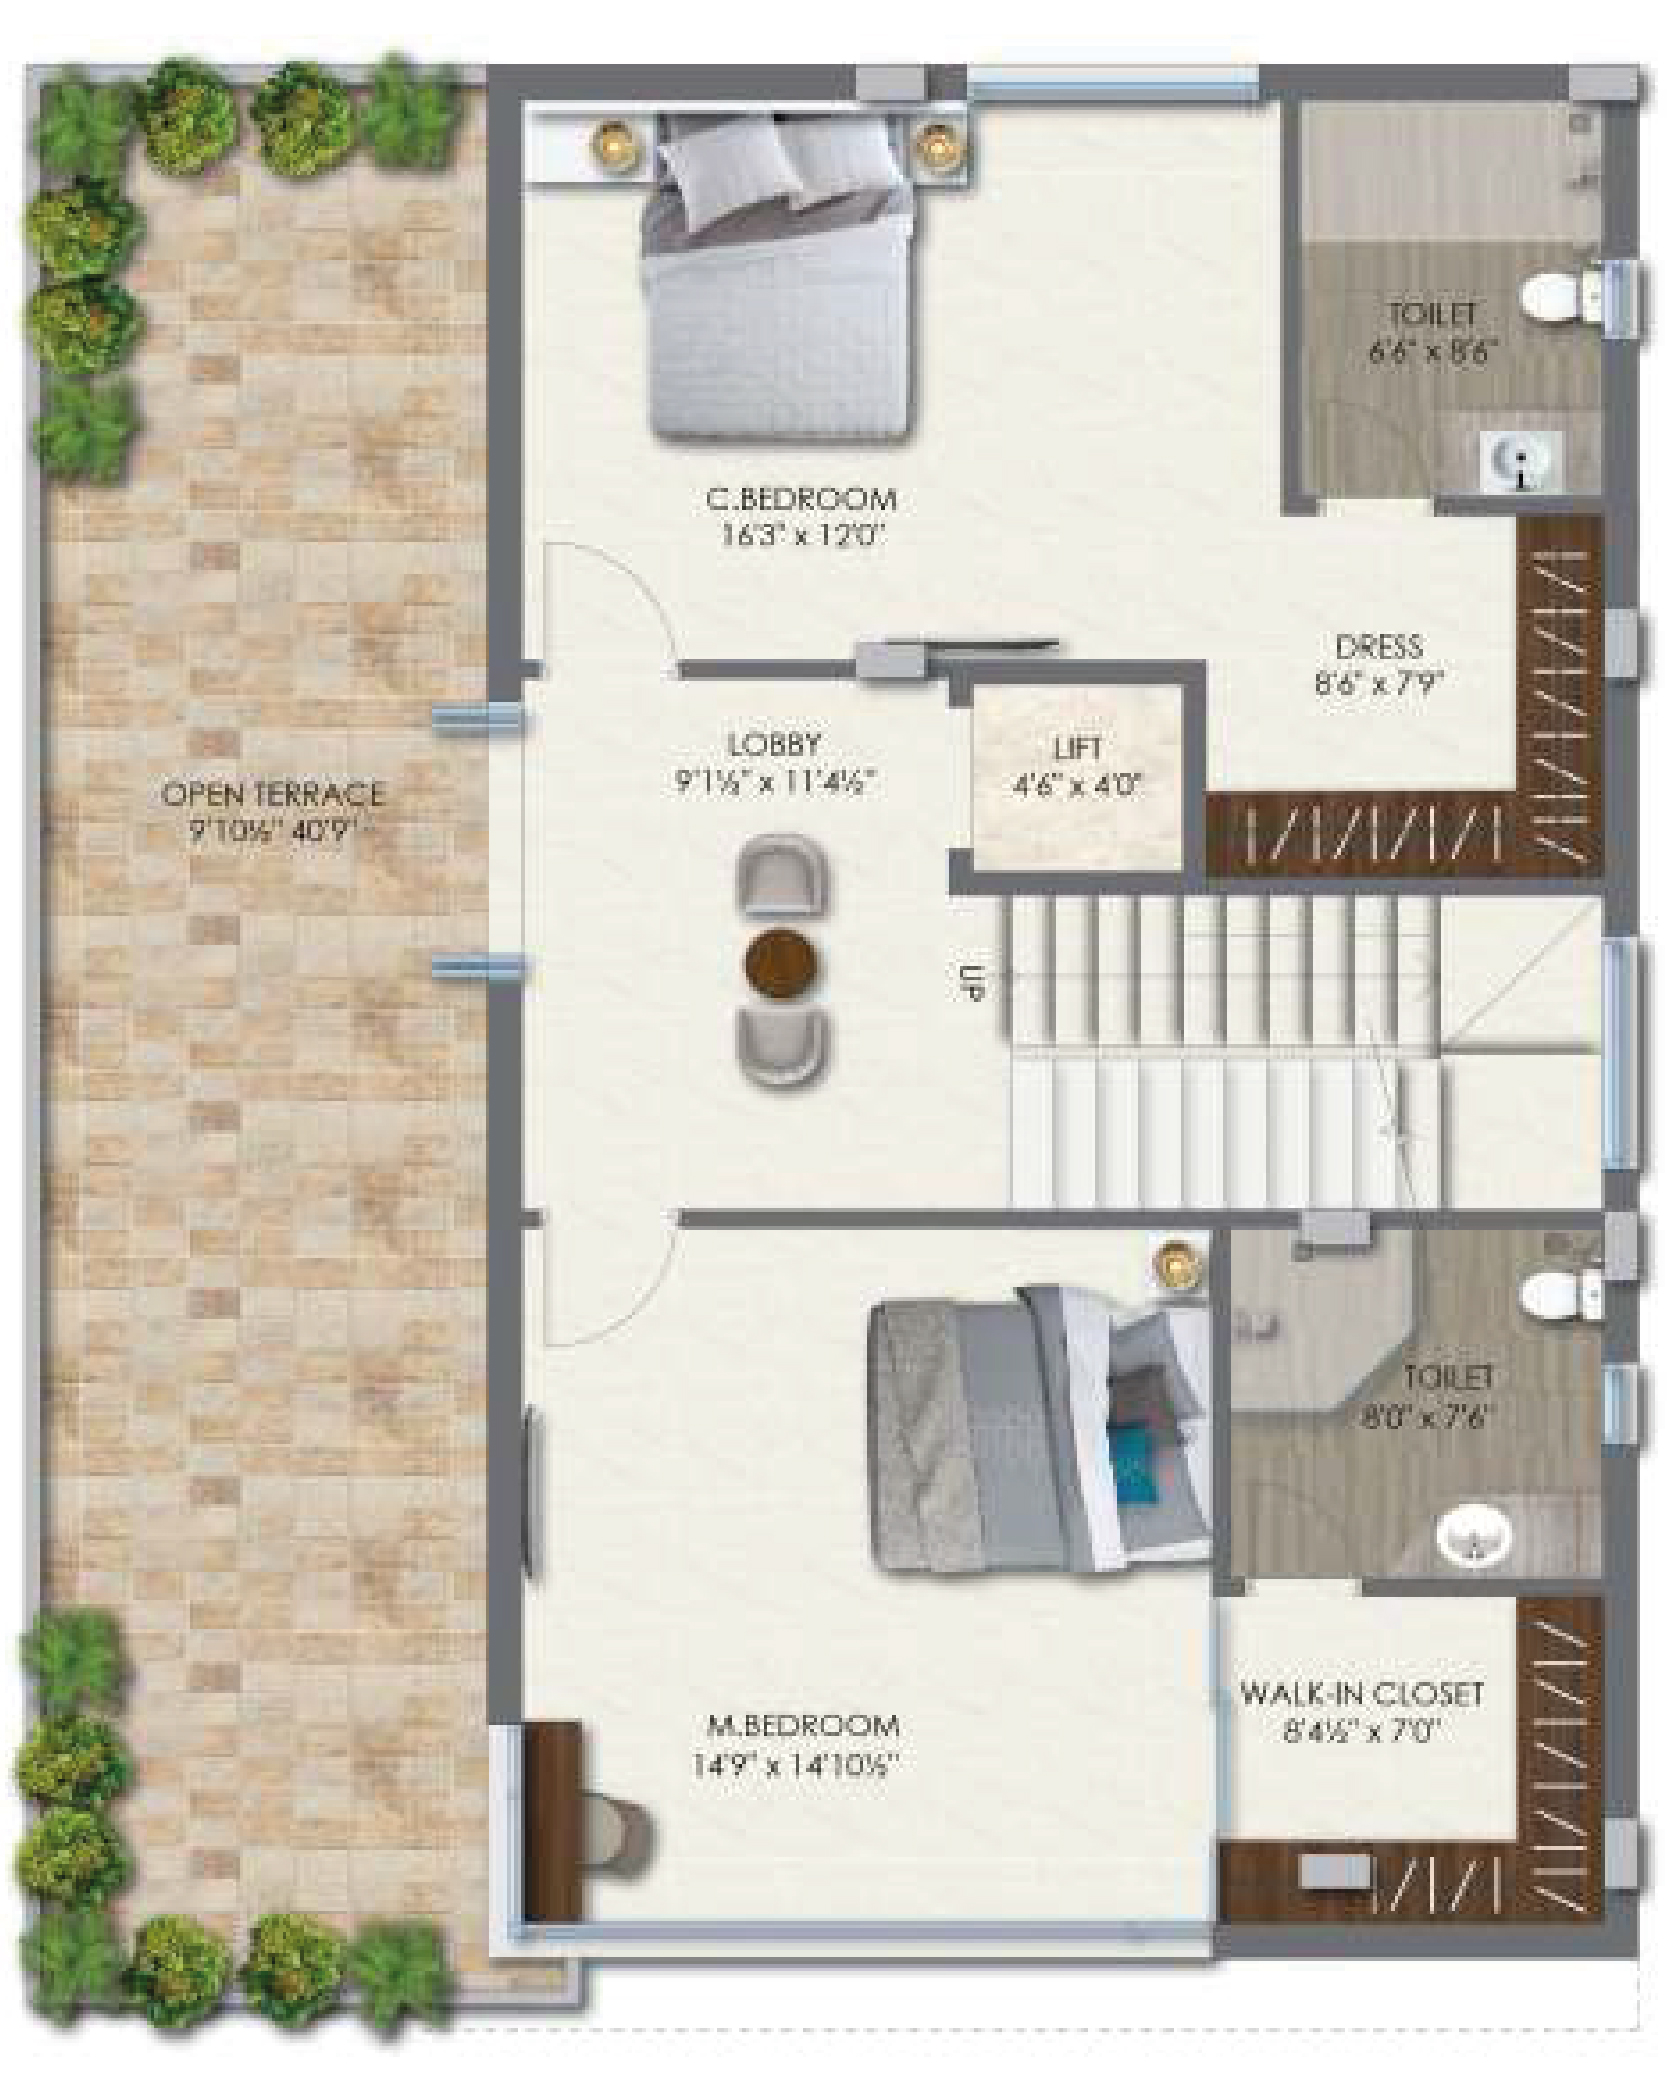 TOILET
6'6" x 8'6"
C.BEDROOM
16'3" x 12'0"
DRESS
8'6" x 7'9"
LOBBY
9'1½" x 11'4½"
LIFT
4'6" x 4'0"
OPEN TERRACE
9'10½" 40'9"
UP
TOILET
8'0" x 7'6"
WALK-IN CLOSET
8'4½" x 7'0"
M.BEDROOM
14'9" x 14'10½"